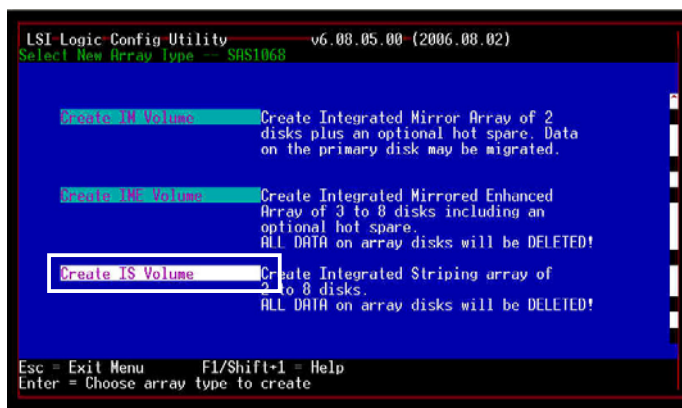 LSI Logic Config Utility v6.08.05.00 (2006.08.02)
Select New Array Type -- SAS1068
Create IM Volume Create Integrated Mirror Array of 2
disks plus an optional hot spare. Data
on the primary disk may be migrated.
Create IME Volume Create Integrated Mirrored Enhanced
Array of 3 to 8 disks including an
optional hot spare.
ALL DATA on array disks will be DELETED!
Create IS Volume Create Integrated Striping array of
2 to 8 disks.
ALL DATA on array disks will be DELETED!
Esc = Exit Menu F1/Shift+1 = Help
Enter = Choose array type to create